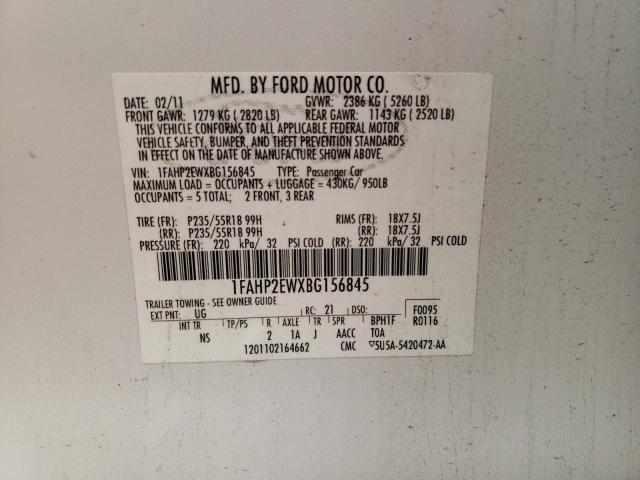 MFD. BY FORD MOTOR CO.
DATE: 02/11 GVWR: 2386 KG ( 5260 LB)
FRONT GAWR: 1279 KG ( 2820 LB) REAR GAWR: 1143 KG ( 2520 LB)
THIS VEHICLE CONFORMS TO ALL APPLICABLE FEDERAL MOTOR
VEHICLE SAFETY, BUMPER, AND THEFT PREVENTION STANDARDS
IN EFFECT ON THE DATE OF MANUFACTURE SHOWN ABOVE.
VIN: 1FAHP2EWXBG156845 TYPE: Passenger Car
MAXIMUM LOAD = OCCUPANTS + LUGGAGE = 430KG/ 950LB
OCCUPANTS = 5 TOTAL; 2 FRONT, 3 REAR
TIRE (FR): P235/55R18 99H RIMS (FR): 18X7.5J
(RR): P235/55R18 99H (RR): 18X7.5J
PRESSURE (FR): 220 kPa/ 32 PSI COLD (RR): 220 kPa/ 32 PSI COLD
1FAHP2EWXBG156845
TRAILER TOWING - SEE OWNER GUIDE
EXT PNT: UG RC: 21 DSO: F0095
INT TR TP/PS R AXLE TR SPR BPH1F R0116
NS 2 1A J AACC TOA
1201102164662 CMC ▽5U5A-5420472-AA